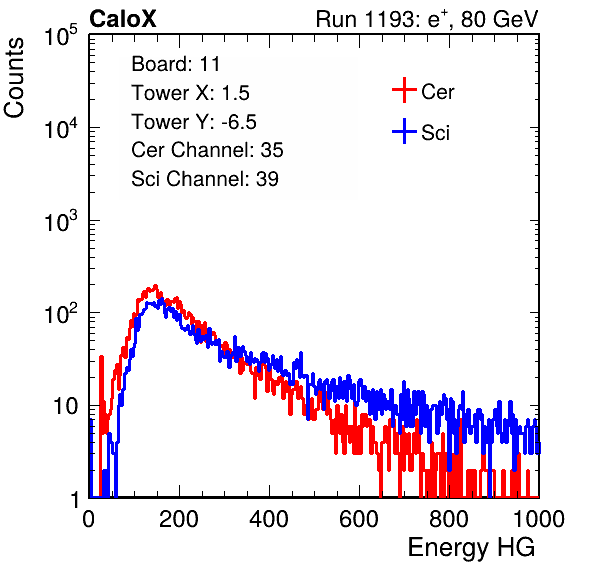 CaloX Run 1193: e⁺, 80 GeV
Counts
10⁵
10⁴
10³
10²
10
1
Board: 11
Tower X: 1.5
Tower Y: -6.5
Cer Channel: 35
Sci Channel: 39
Cer
Sci
0 200 400 600 800 1000
Energy HG